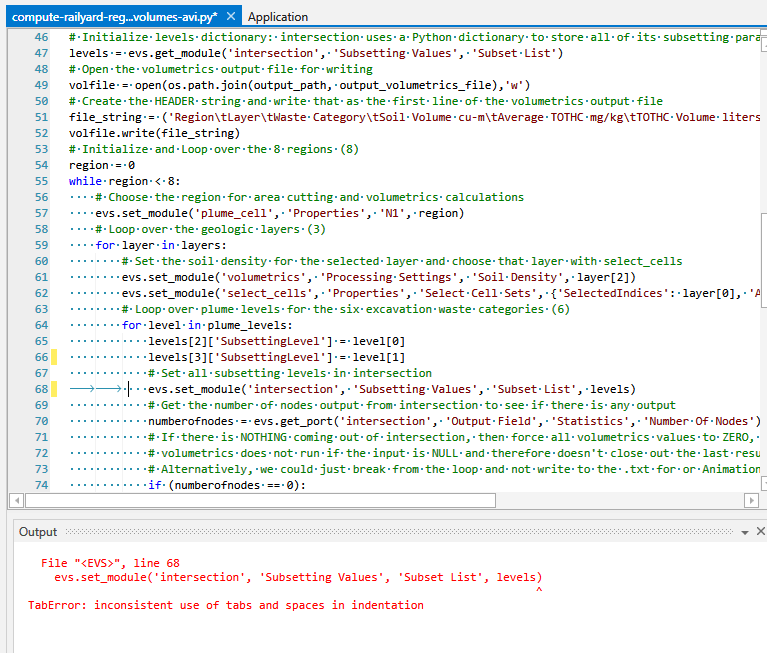 compute-railyard-reg...volumes-avi.py* × Application
46 # Initialize levels dictionary: intersection uses a Python dictionary to store all of its subsetting para
47 levels = evs.get_module('intersection', 'Subsetting Values', 'Subset List')
48 # Open the volumetrics output file for writing
49 volfile = open(os.path.join(output_path, output_volumetrics_file),'w')
50 # Create the HEADER string and write that as the first line of the volumetrics output file
51 file_string = ('Region\tLayer\tWaste Category\tSoil Volume cu-m\tAverage TOTHC mg/kg\tTOTHC Volume liters
52 volfile.write(file_string)
53 # Initialize and Loop over the 8 regions (8)
54 region = 0
55 while region < 8:
56 # Choose the region for area cutting and volumetrics calculations
57 evs.set_module('plume_cell', 'Properties', 'N1', region)
58 # Loop over the geologic layers (3)
59 for layer in layers:
60 # Set the soil density for the selected layer and choose that layer with select_cells
61 evs.set_module('volumetrics', 'Processing Settings', 'Soil Density', layer[2])
62 evs.set_module('select_cells', 'Properties', 'Select Cell Sets', {'SelectedIndices': layer[0], 'A
63 # Loop over plume levels for the six excavation waste categories (6)
64 for level in plume_levels:
65 levels[2]['SubsettingLevel'] = level[0]
66 levels[3]['SubsettingLevel'] = level[1]
67 # Set all subsetting levels in intersection
68 evs.set_module('intersection', 'Subsetting Values', 'Subset List', levels)
69 # Get the number of nodes output from intersection to see if there is any output
70 numberofnodes = evs.get_port('intersection', 'Output Field', 'Statistics', 'Number Of Nodes')
71 # If there is NOTHING coming out of intersection, then force all volumetrics values to ZERO,
72 # volumetrics does not run if the input is NULL and therefore doesn't close out the last resu
73 # Alternatively, we could just break from the loop and not write to the .txt for or Animation
74 if (numberofnodes == 0):
Output
File "<EVS>", line 68
evs.set_module('intersection', 'Subsetting Values', 'Subset List', levels)
^
TabError: inconsistent use of tabs and spaces in indentation